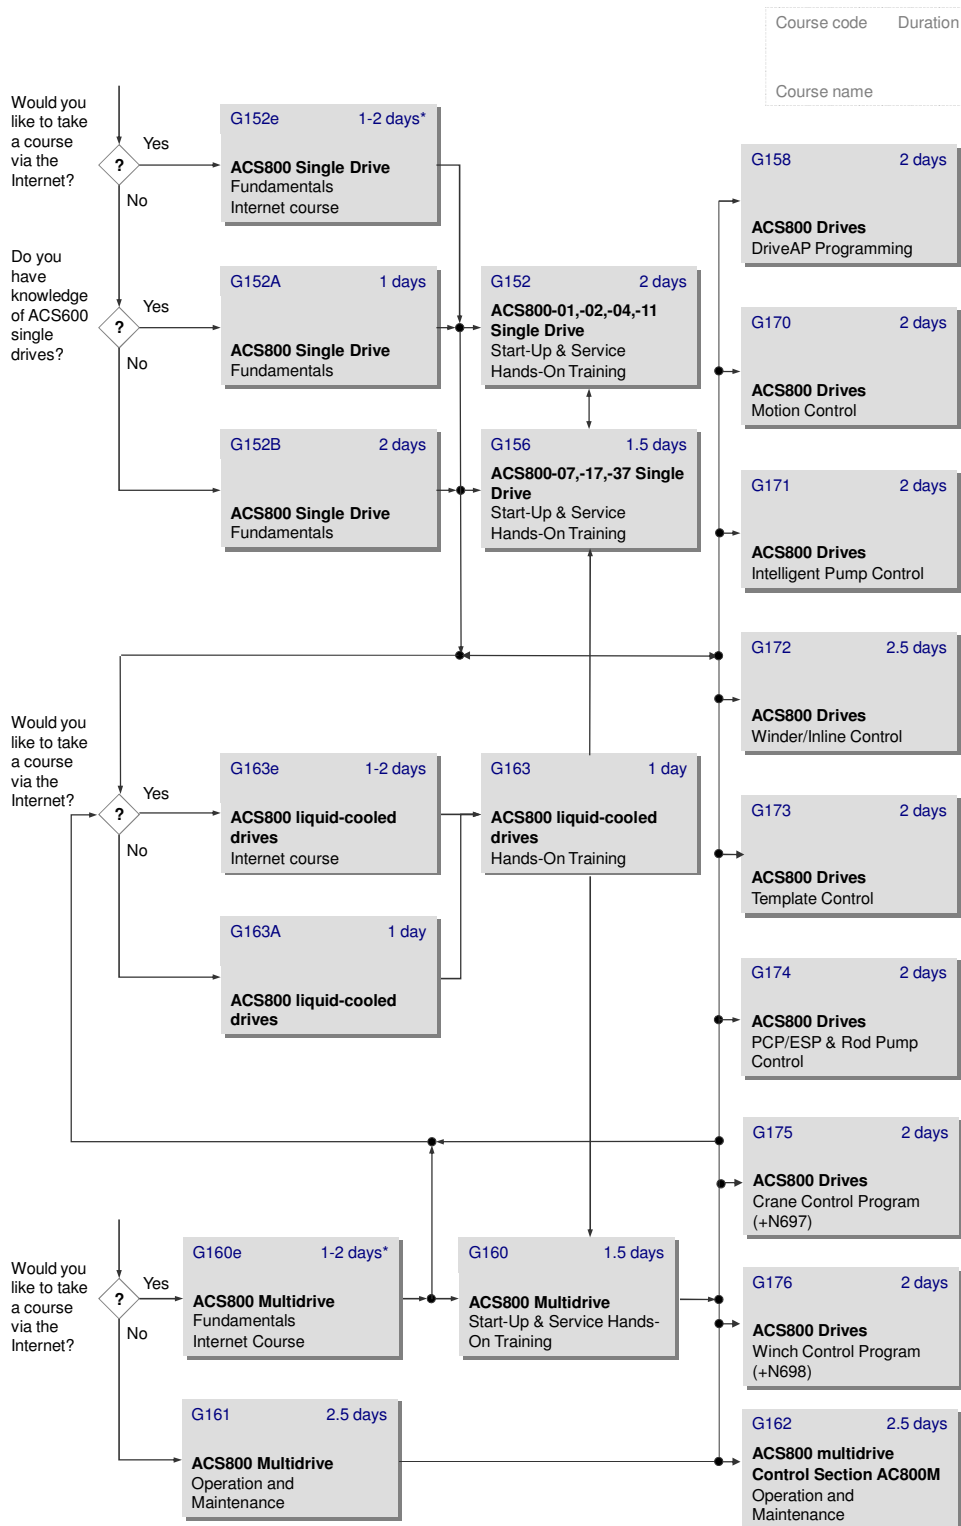 Course code Duration
Course name
Would you
like to take
a course
via the
Internet?
?
Yes
No
G152e 1-2 days*
ACS800 Single Drive
Fundamentals
Internet course
Do you
have
knowledge
of ACS600
single
drives?
?
Yes
No
G152A 1 days
ACS800 Single Drive
Fundamentals
G152 2 days
ACS800-01,-02,-04,-11
Single Drive
Start-Up & Service
Hands-On Training
G152B 2 days
ACS800 Single Drive
Fundamentals
G156 1.5 days
ACS800-07,-17,-37 Single
Drive
Start-Up & Service
Hands-On Training
G158 2 days
ACS800 Drives
DriveAP Programming
G170 2 days
ACS800 Drives
Motion Control
G171 2 days
ACS800 Drives
Intelligent Pump Control
G172 2.5 days
ACS800 Drives
Winder/Inline Control
Would you
like to take
a course
via the
Internet?
?
Yes
No
G163e 1-2 days
ACS800 liquid-cooled
drives
Internet course
G163 1 day
ACS800 liquid-cooled
drives
Hands-On Training
G163A 1 day
ACS800 liquid-cooled
drives
G173 2 days
ACS800 Drives
Template Control
G174 2 days
ACS800 Drives
PCP/ESP & Rod Pump
Control
G175 2 days
ACS800 Drives
Crane Control Program
(+N697)
Would you
like to take
a course
via the
Internet?
?
Yes
No
G160e 1-2 days*
ACS800 Multidrive
Fundamentals
Internet Course
G160 1.5 days
ACS800 Multidrive
Start-Up & Service Hands-
On Training
G176 2 days
ACS800 Drives
Winch Control Program
(+N698)
G161 2.5 days
ACS800 Multidrive
Operation and
Maintenance
G162 2.5 days
ACS800 multidrive
Control Section AC800M
Operation and
Maintenance